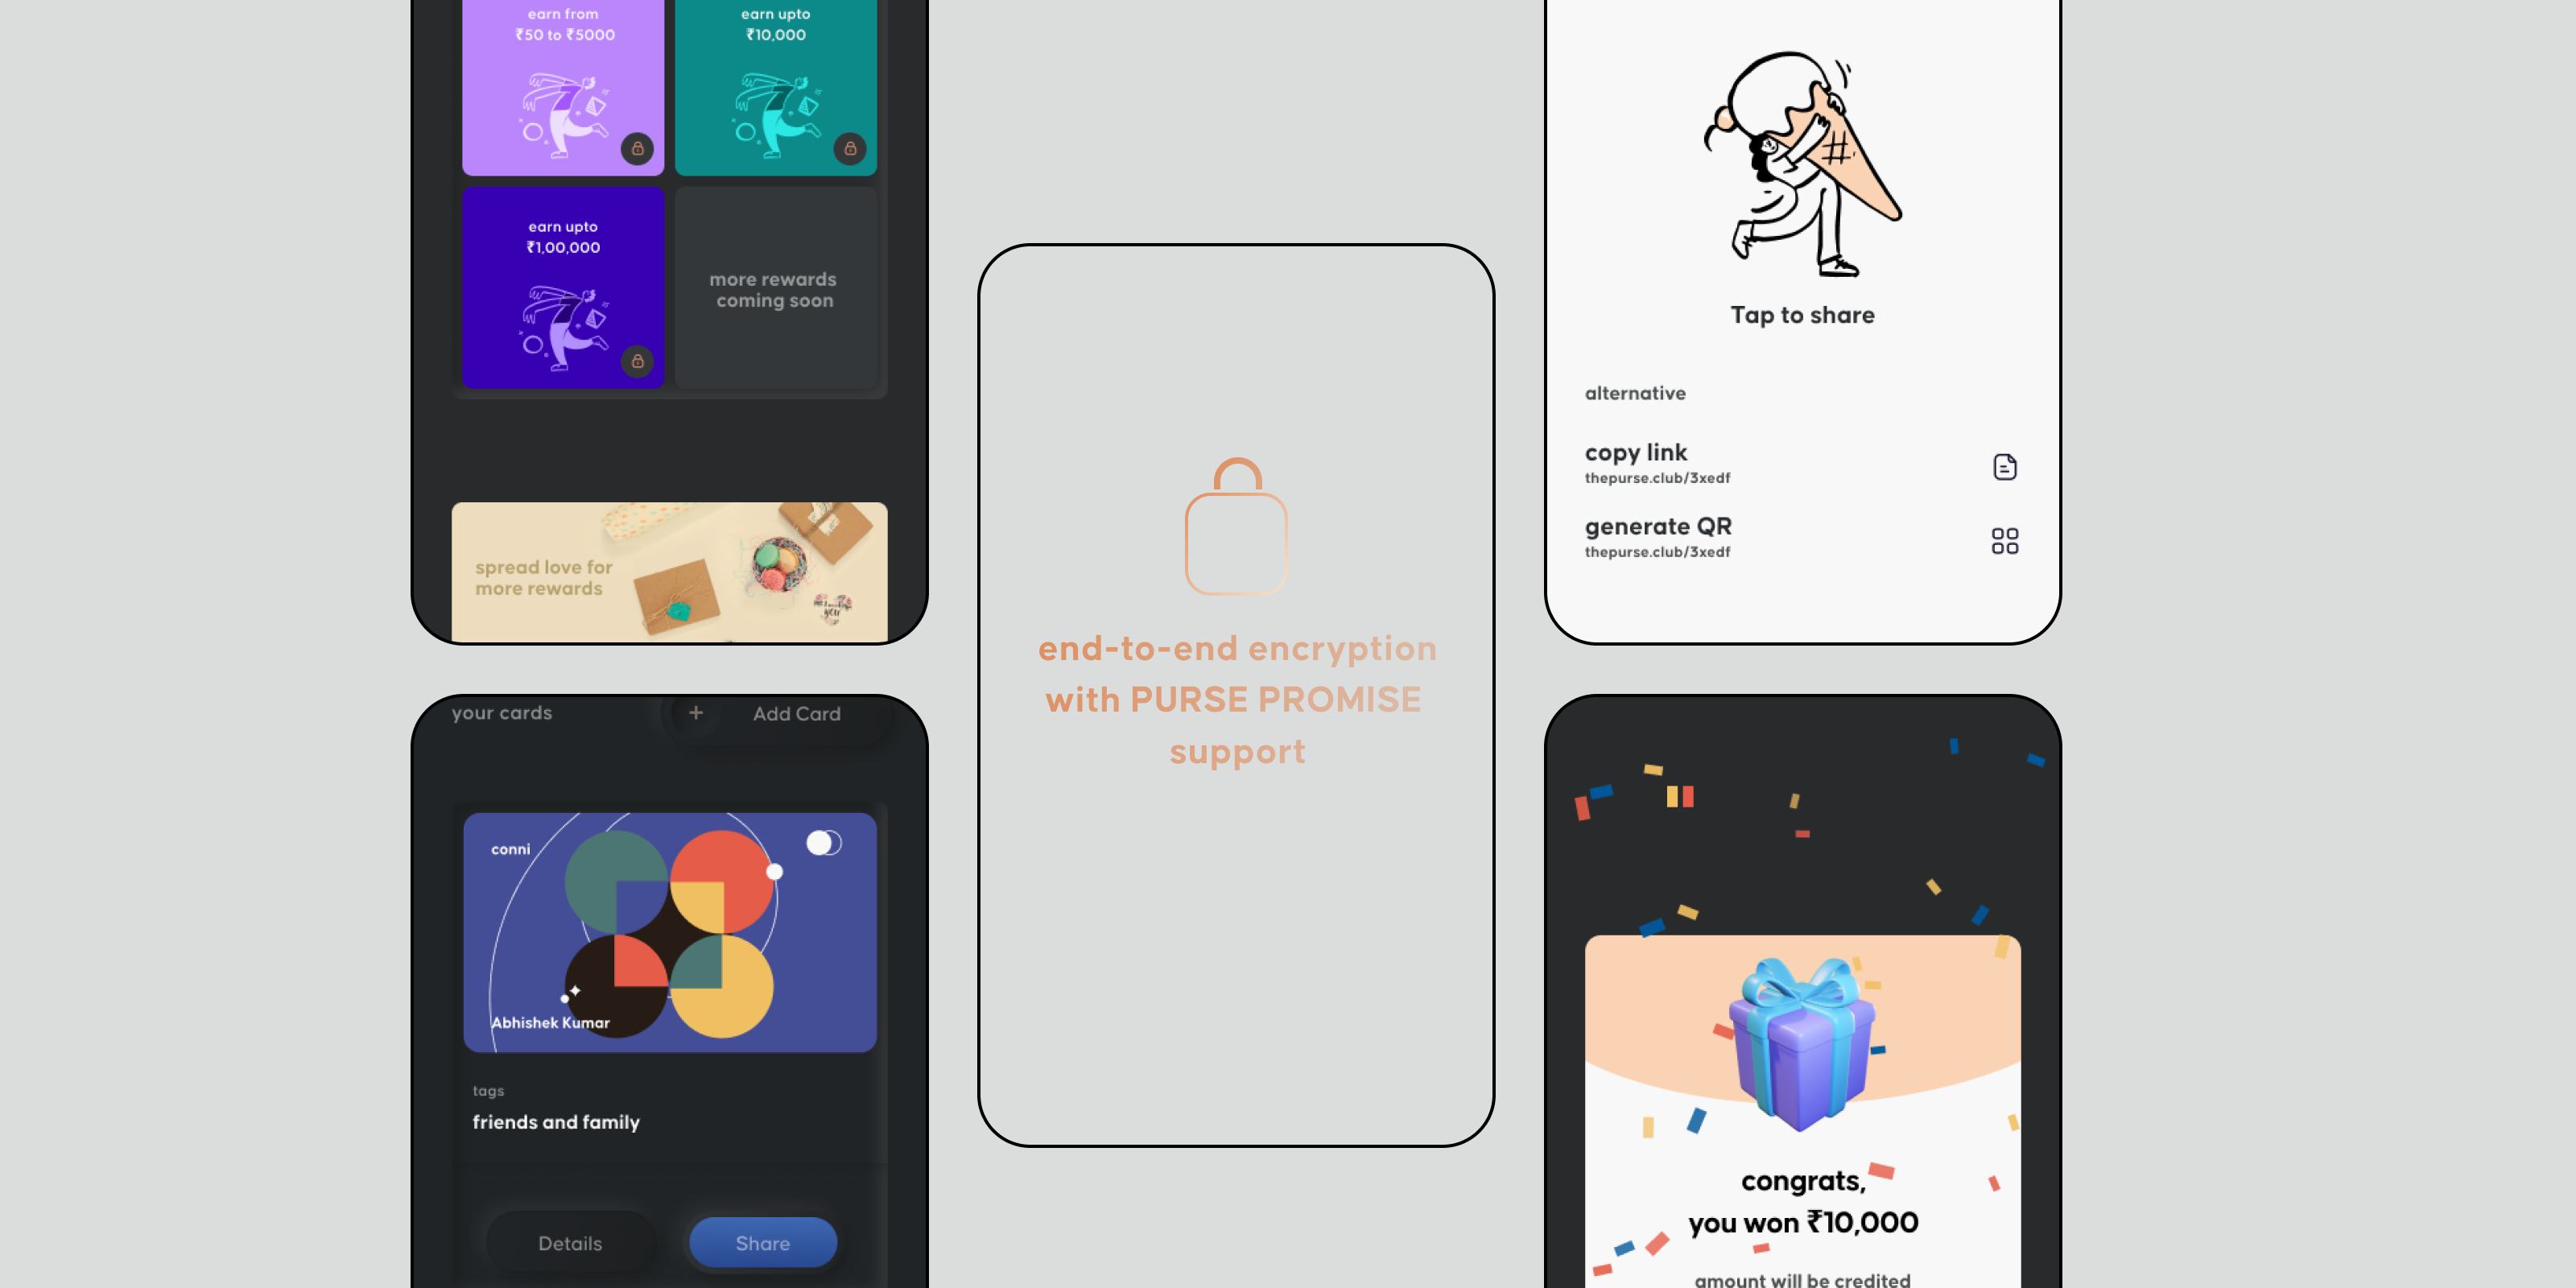 earn from
₹50 to ₹5000
earn upto
₹10,000
earn upto
₹1,00,000
more rewards
coming soon
spread love for
more rewards
your cards
+ Add Card
conni
Abhishek Kumar
tags
friends and family
Details
Share
end-to-end encryption
with PURSE PROMISE
support
Tap to share
alternative
copy link
thepurse.club/3xedf
generate QR
thepurse.club/3xedf
congrats,
you won ₹10,000
amount will be credited